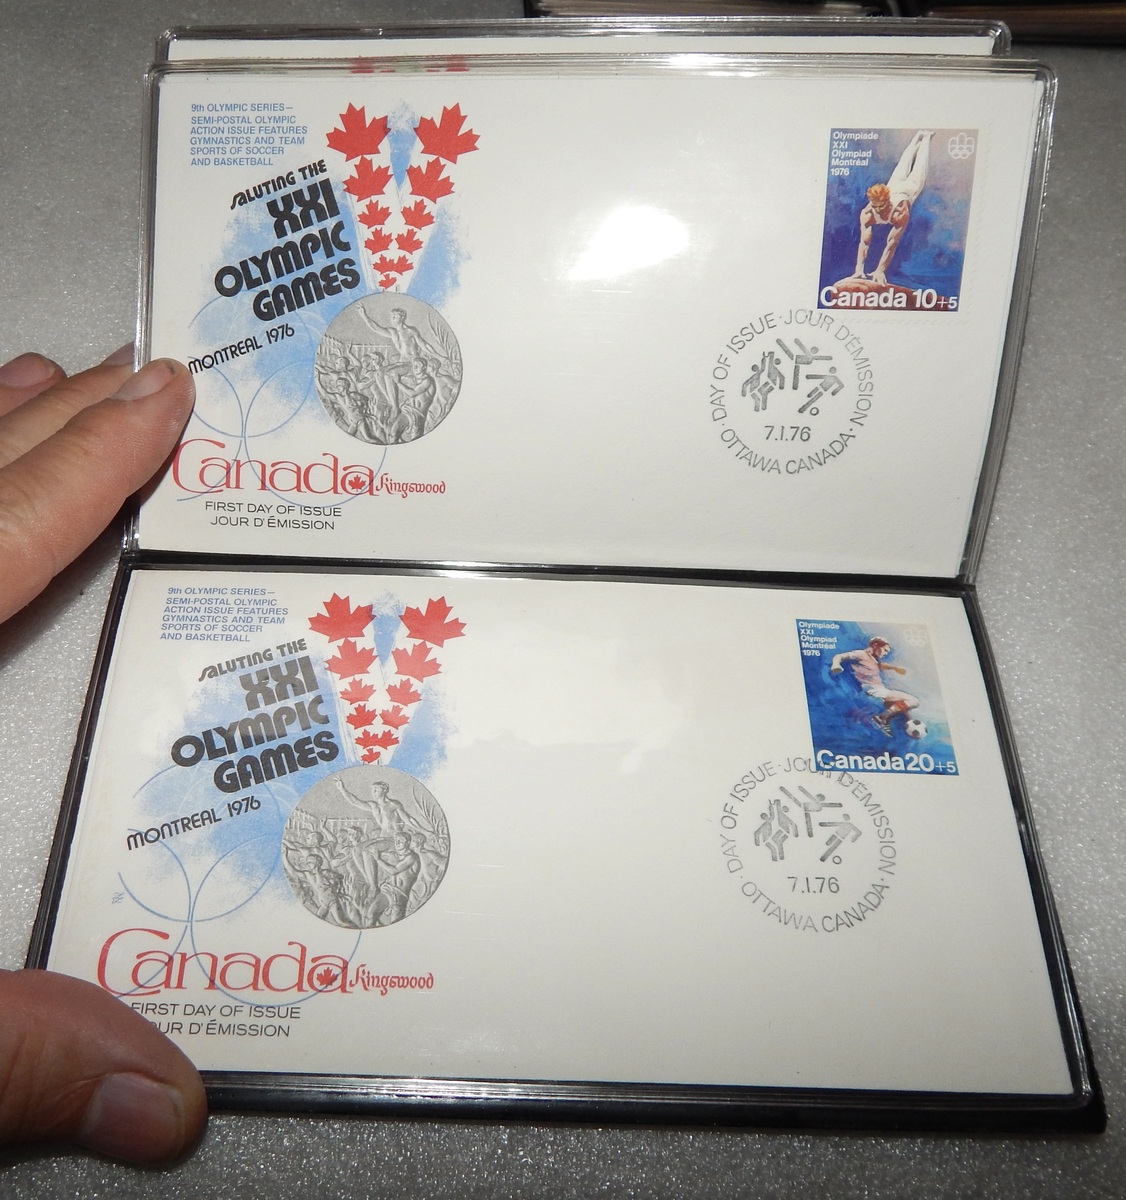 9th OLYMPIC SERIES—
SEMI-POSTAL OLYMPIC
ACTION ISSUE FEATURES
GYMNASTICS AND TEAM
SPORTS OF SOCCER
AND BASKETBALL
SALUTING THE
XXI
OLYMPIC
GAMES
MONTREAL 1976
Canada Kingswood
FIRST DAY OF ISSUE
JOUR D'ÉMISSION
Olympiade
XXI
Olympiad
Montréal
1976
Canada 10+5
· DAY OF ISSUE · JOUR D'ÉMISSION · OTTAWA CANADA
7.I.76
9th OLYMPIC SERIES—
SEMI-POSTAL OLYMPIC
ACTION ISSUE FEATURES
GYMNASTICS AND TEAM
SPORTS OF SOCCER
AND BASKETBALL
SALUTING THE
XXI
OLYMPIC
GAMES
MONTREAL 1976
Canada Kingswood
FIRST DAY OF ISSUE
OUR D'ÉMISSION
Olympiade
XXI
Olympiad
Montréal
1976
Canada 20+5
· DAY OF ISSUE · JOUR D'ÉMISSION · OTTAWA CANADA
7.I.76